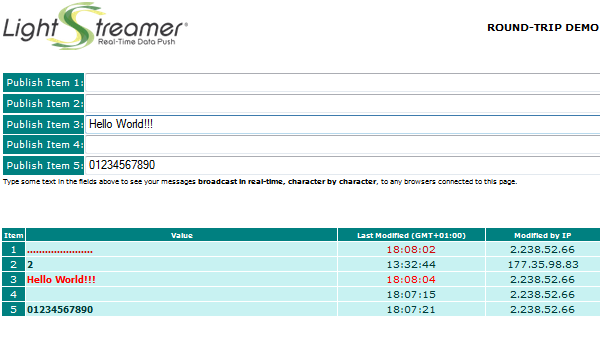 LightStreamer
Real-Time Data Push
ROUND-TRIP DEMO
Publish Item 1:
Publish Item 2:
Publish Item 3: Hello World!!!
Publish Item 4:
Publish Item 5: 01234567890
Type some text in the fields above to see your messages broadcast in real-time, character by character, to any browsers connected to this page.
Item Value Last Modified (GMT+01:00) Modified by IP
1 ...................... 18:08:02 2.238.52.66
2 2 13:32:44 177.35.98.83
3 Hello World!!! 18:08:04 2.238.52.66
4 18:07:15 2.238.52.66
5 01234567890 18:07:21 2.238.52.66